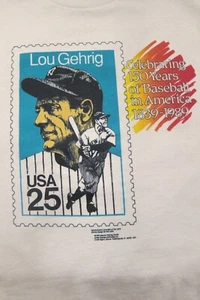 Lou Gehrig
USA
25
Celebrating
150 Years
of Baseball
in America
1839-1989